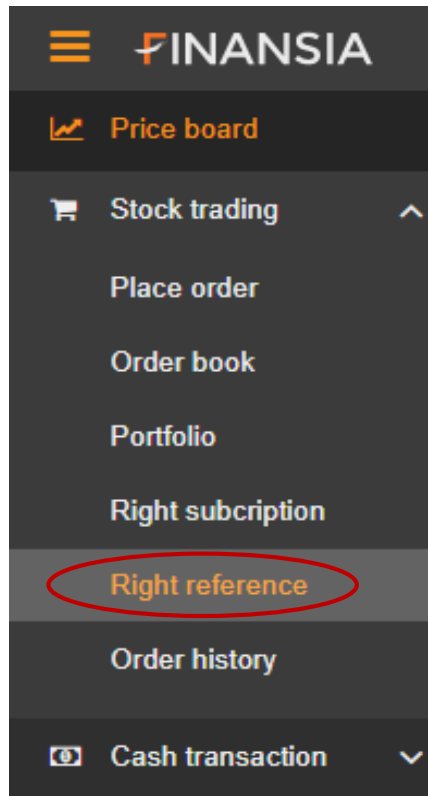 FINANSIA
Price board
Stock trading
Place order
Order book
Portfolio
Right subcription
Right reference
Order history
Cash transaction